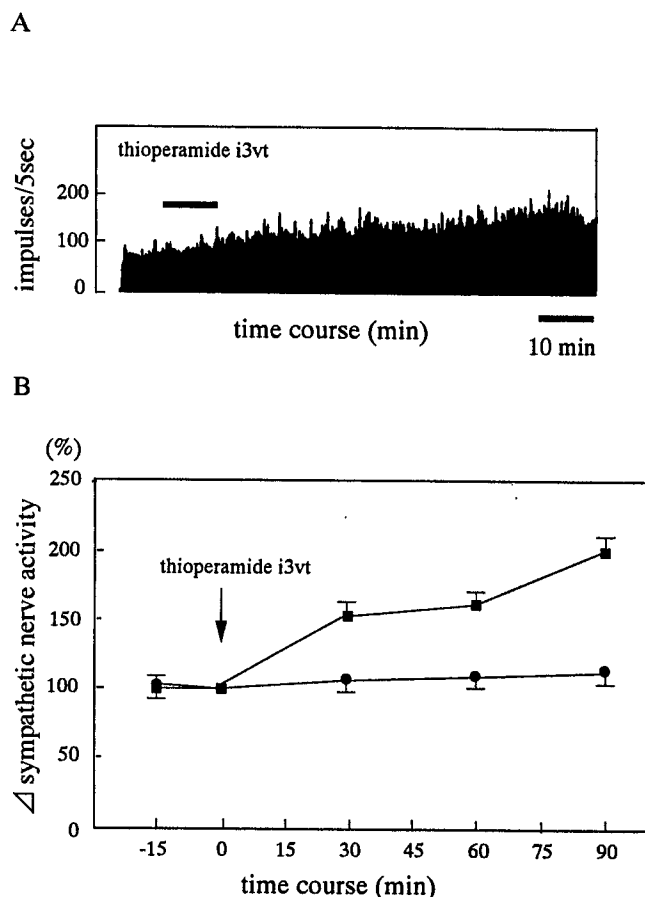 A
thioperamide i3vt
impulses/5sec
200
100
0
time course (min)
10 min
B
(%)
250
200
150
100
50
0
Δ sympathetic nerve activity
thioperamide i3vt
-15 0 15 30 45 60 75 90
time course (min)